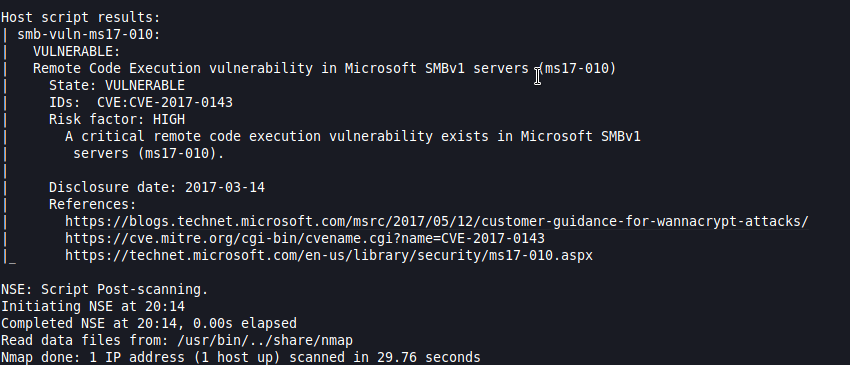 Host script results:
| smb-vuln-ms17-010:
|   VULNERABLE:
|   Remote Code Execution vulnerability in Microsoft SMBv1 servers (ms17-010)
|     State: VULNERABLE
|     IDs:  CVE:CVE-2017-0143
|     Risk factor: HIGH
|       A critical remote code execution vulnerability exists in Microsoft SMBv1
|        servers (ms17-010).
|
|     Disclosure date: 2017-03-14
|     References:
|       https://blogs.technet.microsoft.com/msrc/2017/05/12/customer-guidance-for-wannacrypt-attacks/
|       https://cve.mitre.org/cgi-bin/cvename.cgi?name=CVE-2017-0143
|_      https://technet.microsoft.com/en-us/library/security/ms17-010.aspx

NSE: Script Post-scanning.
Initiating NSE at 20:14
Completed NSE at 20:14, 0.00s elapsed
Read data files from: /usr/bin/../share/nmap
Nmap done: 1 IP address (1 host up) scanned in 29.76 seconds